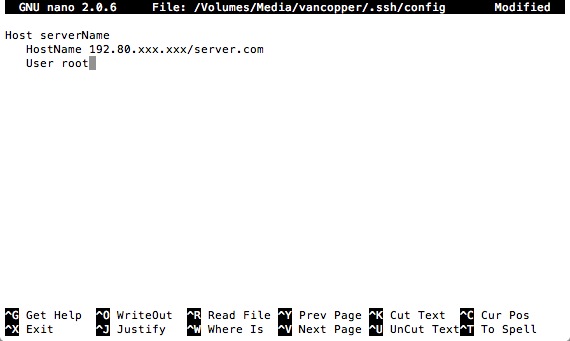 GNU nano 2.0.6 File: /Volumes/Media/vancopper/.ssh/config Modified
Host serverName
HostName 192.80.xxx.xxx/server.com
User root
^G Get Help ^O WriteOut ^R Read File ^Y Prev Page ^K Cut Text ^C Cur Pos
^X Exit ^J Justify ^W Where Is ^V Next Page ^U UnCut Text ^T To Spell